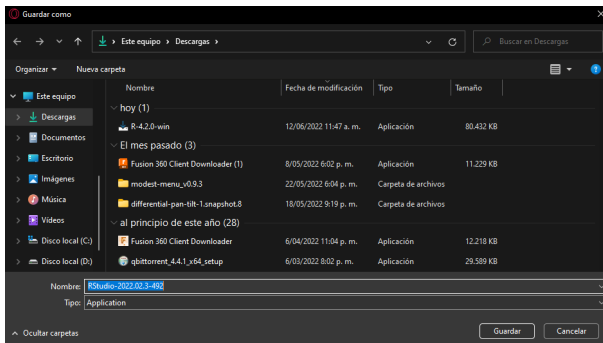 Guardar como
Este equipo › Descargas ›
Buscar en Descargas
Organizar Nueva carpeta
Nombre Fecha de modificación Tipo Tamaño
Este equipo
Descargas
Documentos
Escritorio
Imágenes
Música
Vídeos
Disco local (C:)
Disco local (D:)
hoy (1)
R-4.2.0-win 12/06/2022 11:47 a. m. Aplicación 80.432 KB
El mes pasado (3)
Fusion 360 Client Downloader (1) 8/05/2022 6:02 p. m. Aplicación 11.229 KB
modest-menu_v0.9.3 22/05/2022 6:04 p. m. Carpeta de archivos
differential-pan-tilt-1.snapshot.8 18/05/2022 9:19 p. m. Carpeta de archivos
al principio de este año (28)
Fusion 360 Client Downloader 6/04/2022 11:04 p. m. Aplicación 12.218 KB
qbittorrent_4.4.1_x64_setup 6/03/2022 8:02 p. m. Aplicación 29.589 KB
Nombre: RStudio-2022.02.3-492
Tipo: Application
Ocultar carpetas
Guardar Cancelar